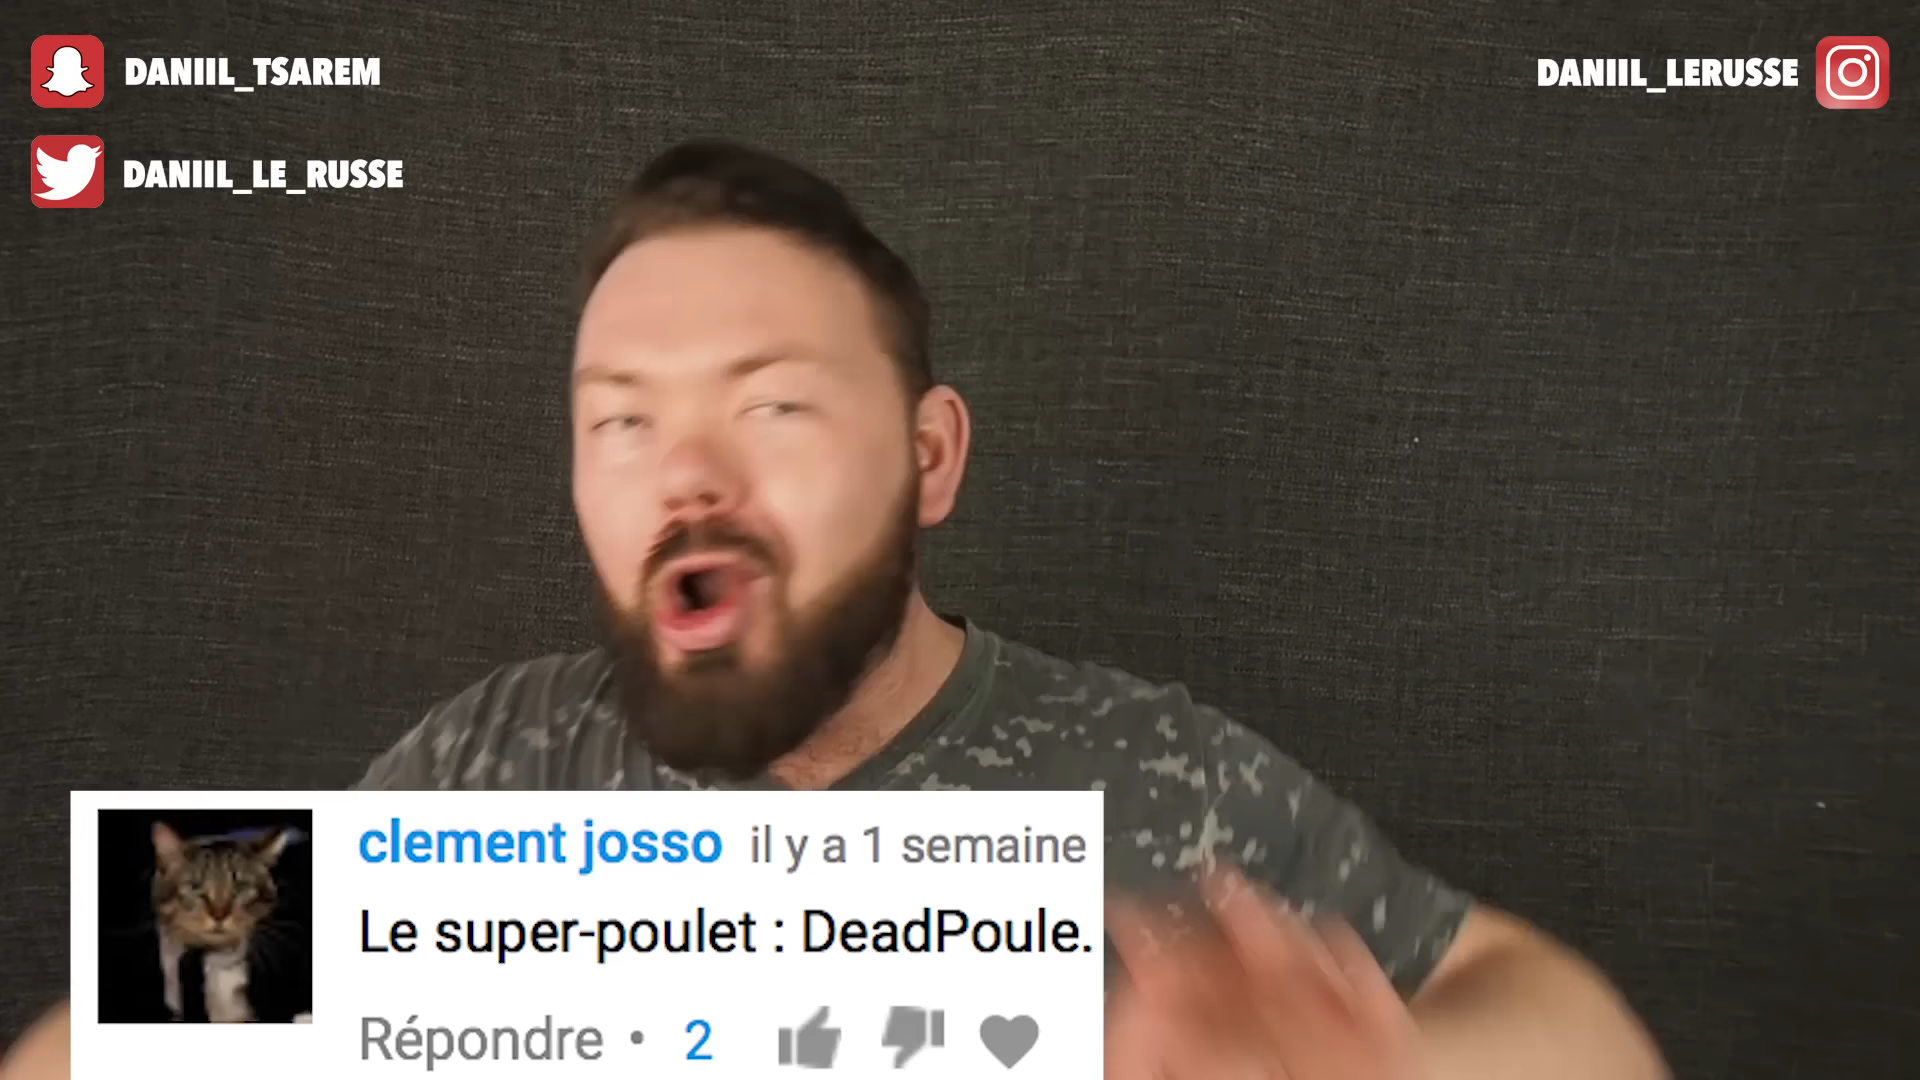 DANIIL_TSAREM
DANIIL_LERUSSE
DANIIL_LE_RUSSE
clement josso il y a 1 semaine
Le super-poulet : DeadPoule.
Répondre • 2